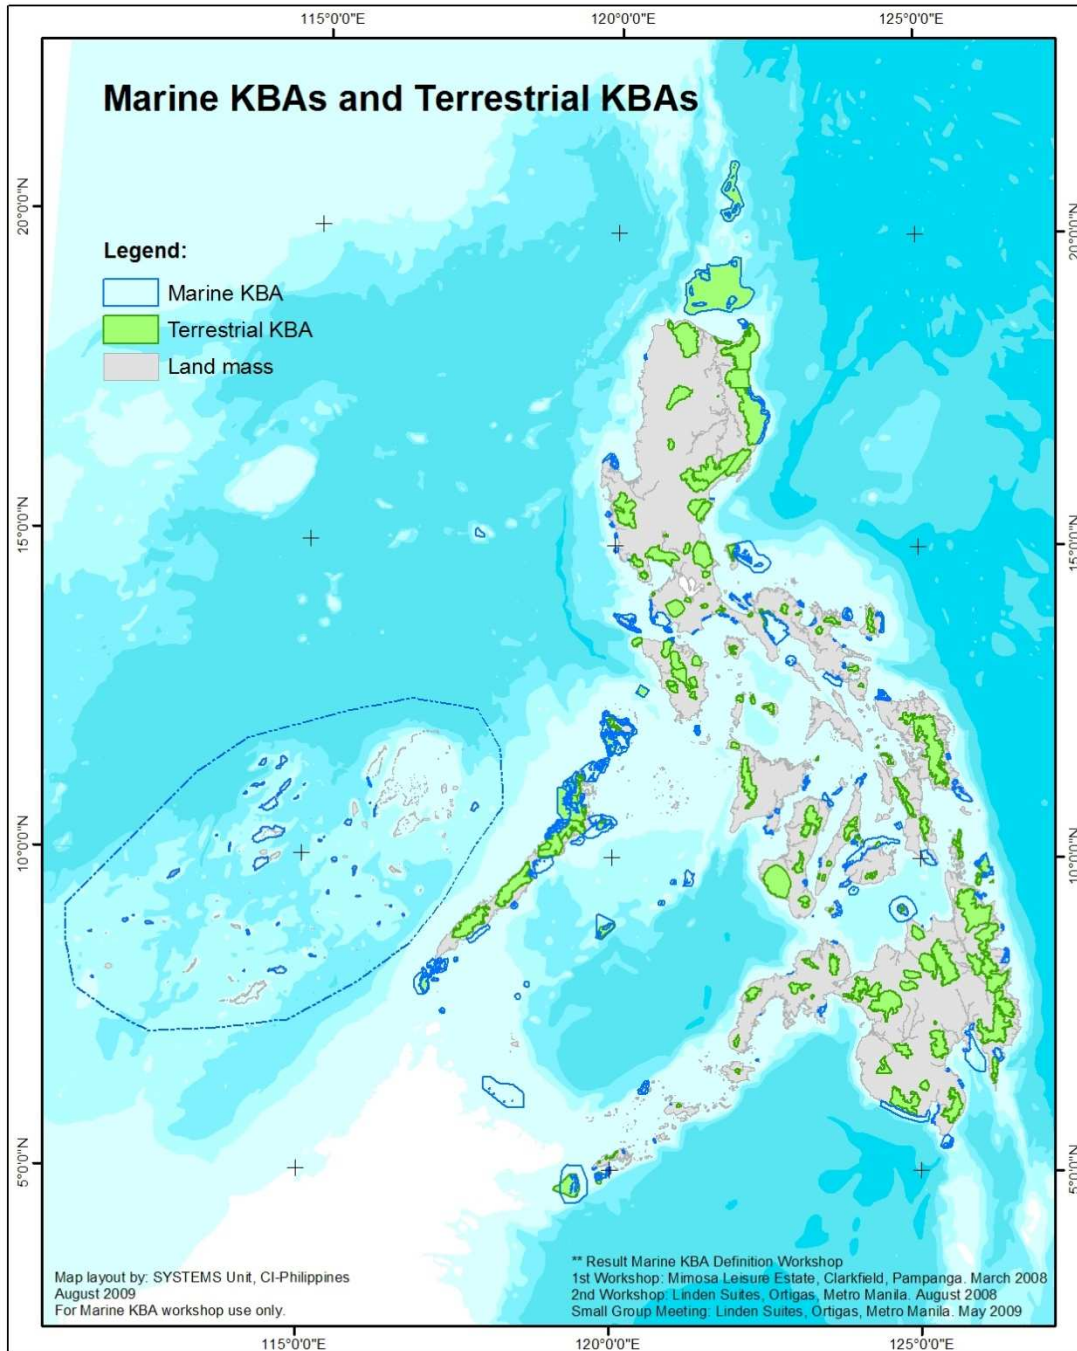 115°0'0"E 120°0'0"E 125°0'0"E
Marine KBAs and Terrestrial KBAs
20°0'0"N
20°0'0"N
Legend:
Marine KBA
Terrestrial KBA
Land mass
15°0'0"N
15°0'0"N
10°0'0"N
10°0'0"N
5°0'0"N
5°0'0"N
Map layout by: SYSTEMS Unit, CI-Philippines
August 2009
For Marine KBA workshop use only.
** Result Marine KBA Definition Workshop
1st Workshop: Mimosa Leisure Estate, Clarkfield, Pampanga. March 2008
2nd Workshop: Linden Suites, Ortigas, Metro Manila. August 2008
Small Group Meeting: Linden Suites, Ortigas, Metro Manila. May 2009
115°0'0"E 120°0'0"E 125°0'0"E